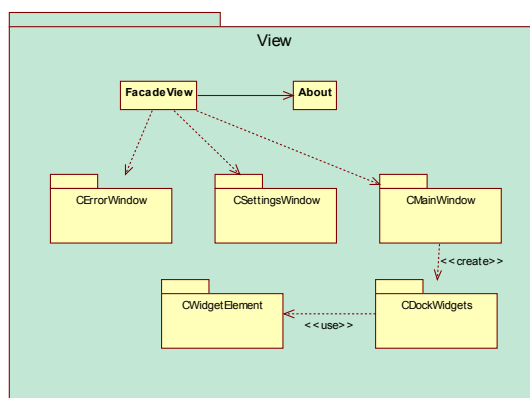 View
FacadeView
About
CErrorWindow
CSettingsWindow
CMainWindow
<<create>>
CWidgetElement
CDockWidgets
<<use>>